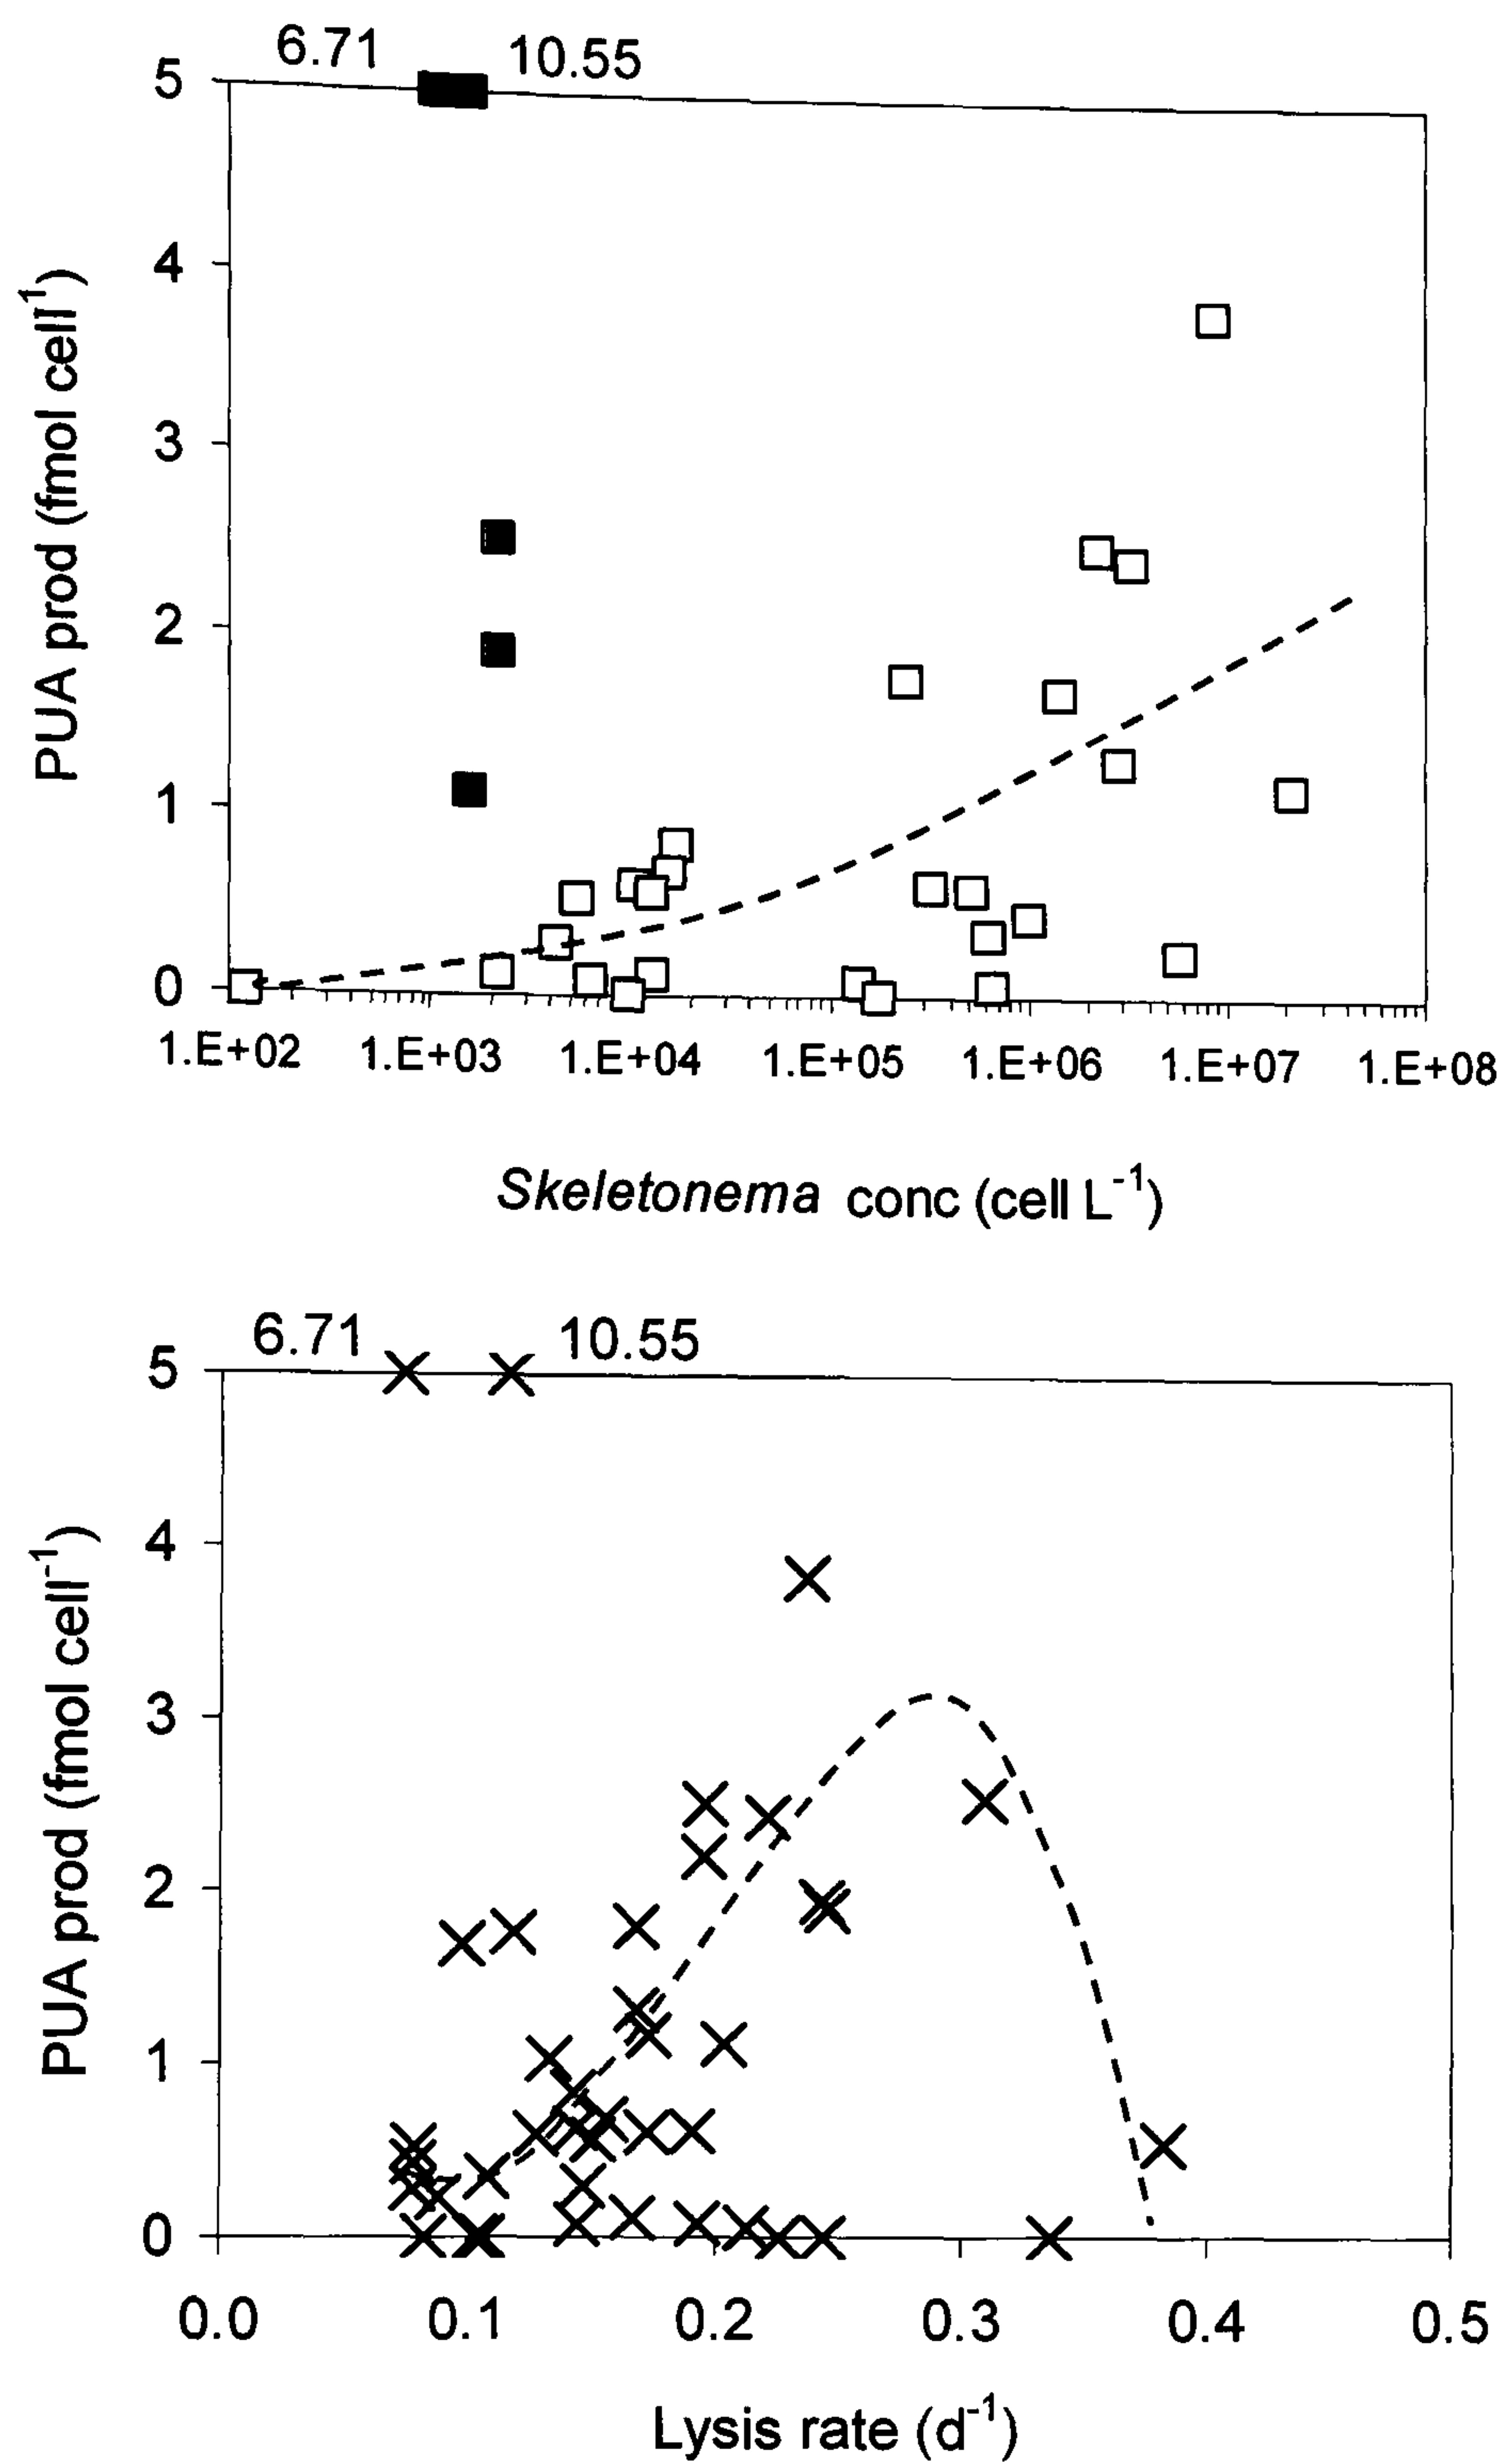 6.71 10.55
5
4
3
2
1
0
PUA prod (fmol cell⁻¹)
1.E+02 1.E+03 1.E+04 1.E+05 1.E+06 1.E+07 1.E+08
Skeletonema conc (cell L⁻¹)
6.71 10.55
5
4
3
2
1
0
PUA prod (fmol cell⁻¹)
0.0 0.1 0.2 0.3 0.4 0.5
Lysis rate (d⁻¹)